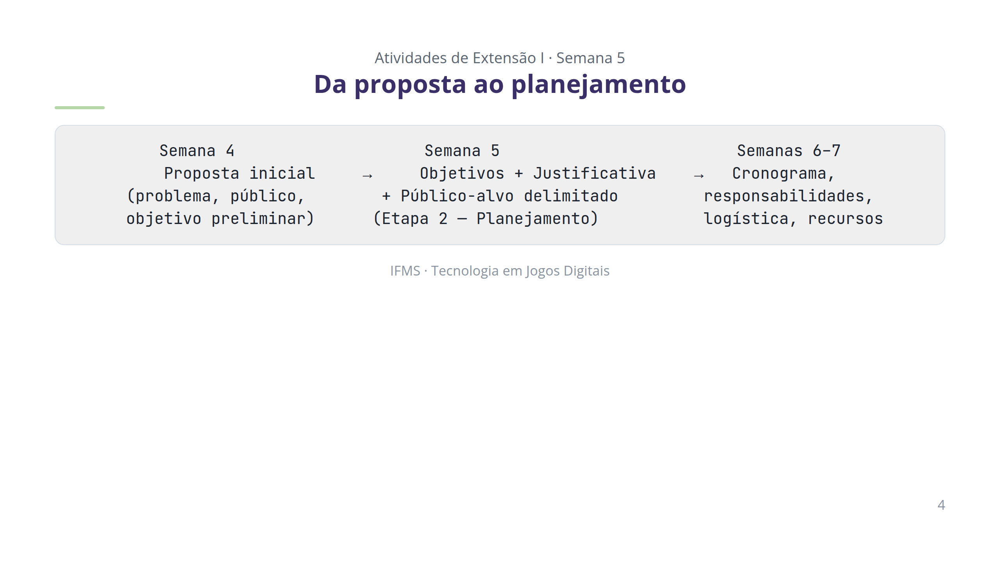 Atividades de Extensão I · Semana 5
Da proposta ao planejamento
Semana 4 Semana 5 Semanas 6–7
Proposta inicial → Objetivos + Justificativa → Cronograma,
(problema, público, + Público-alvo delimitado responsabilidades,
objetivo preliminar) (Etapa 2 — Planejamento) logística, recursos
IFMS · Tecnologia em Jogos Digitais
4